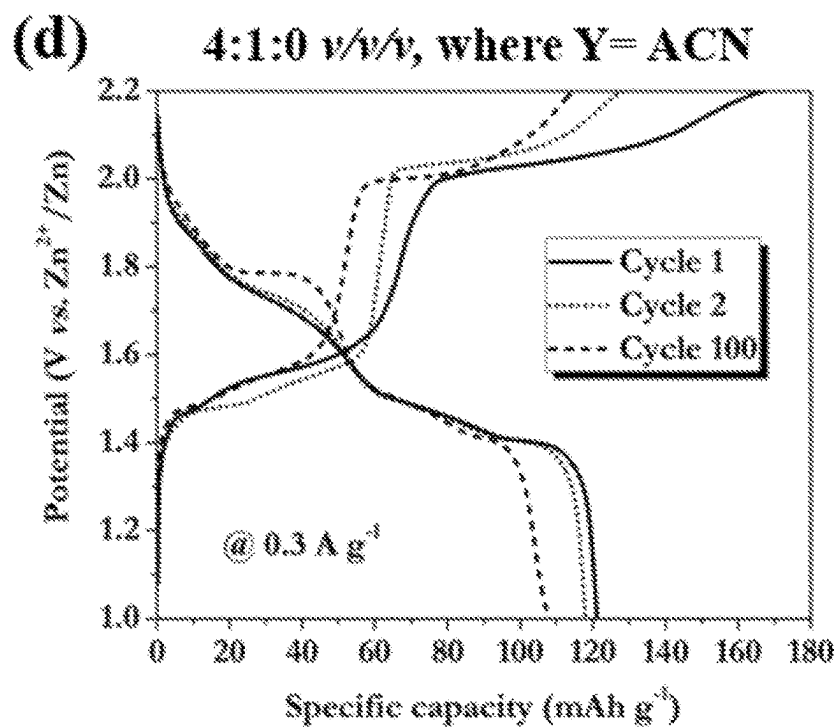 (d) 4:1:0 v/v/v, where Y= ACN
2.2
2.0
1.8
1.6
1.4
1.2
1.0
Potential (V vs. Zn²⁺/Zn)
Cycle 1
Cycle 2
Cycle 100
@ 0.3 A g⁻¹
0 20 40 60 80 100 120 140 160 180
Specific capacity (mAh g⁻¹)